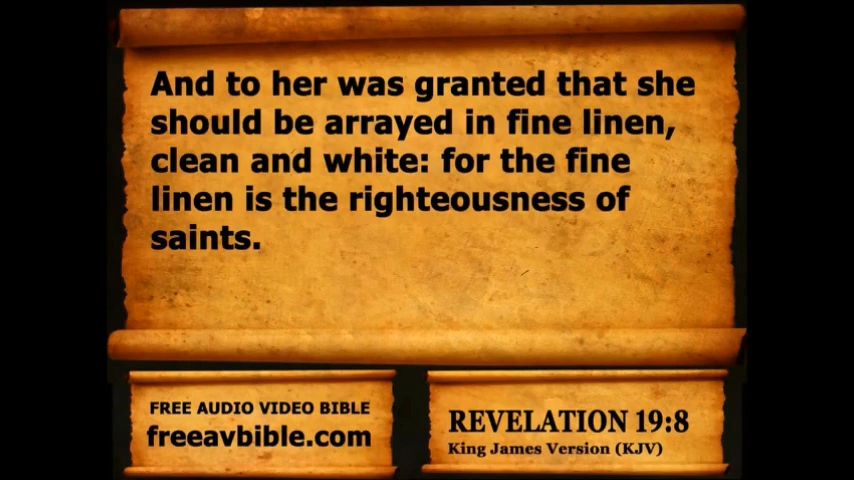 And to her was granted that she
should be arrayed in fine linen,
clean and white: for the fine
linen is the righteousness of
saints.
FREE AUDIO VIDEO BIBLE
freeavbible.com
REVELATION 19:8
King James Version (KJV)